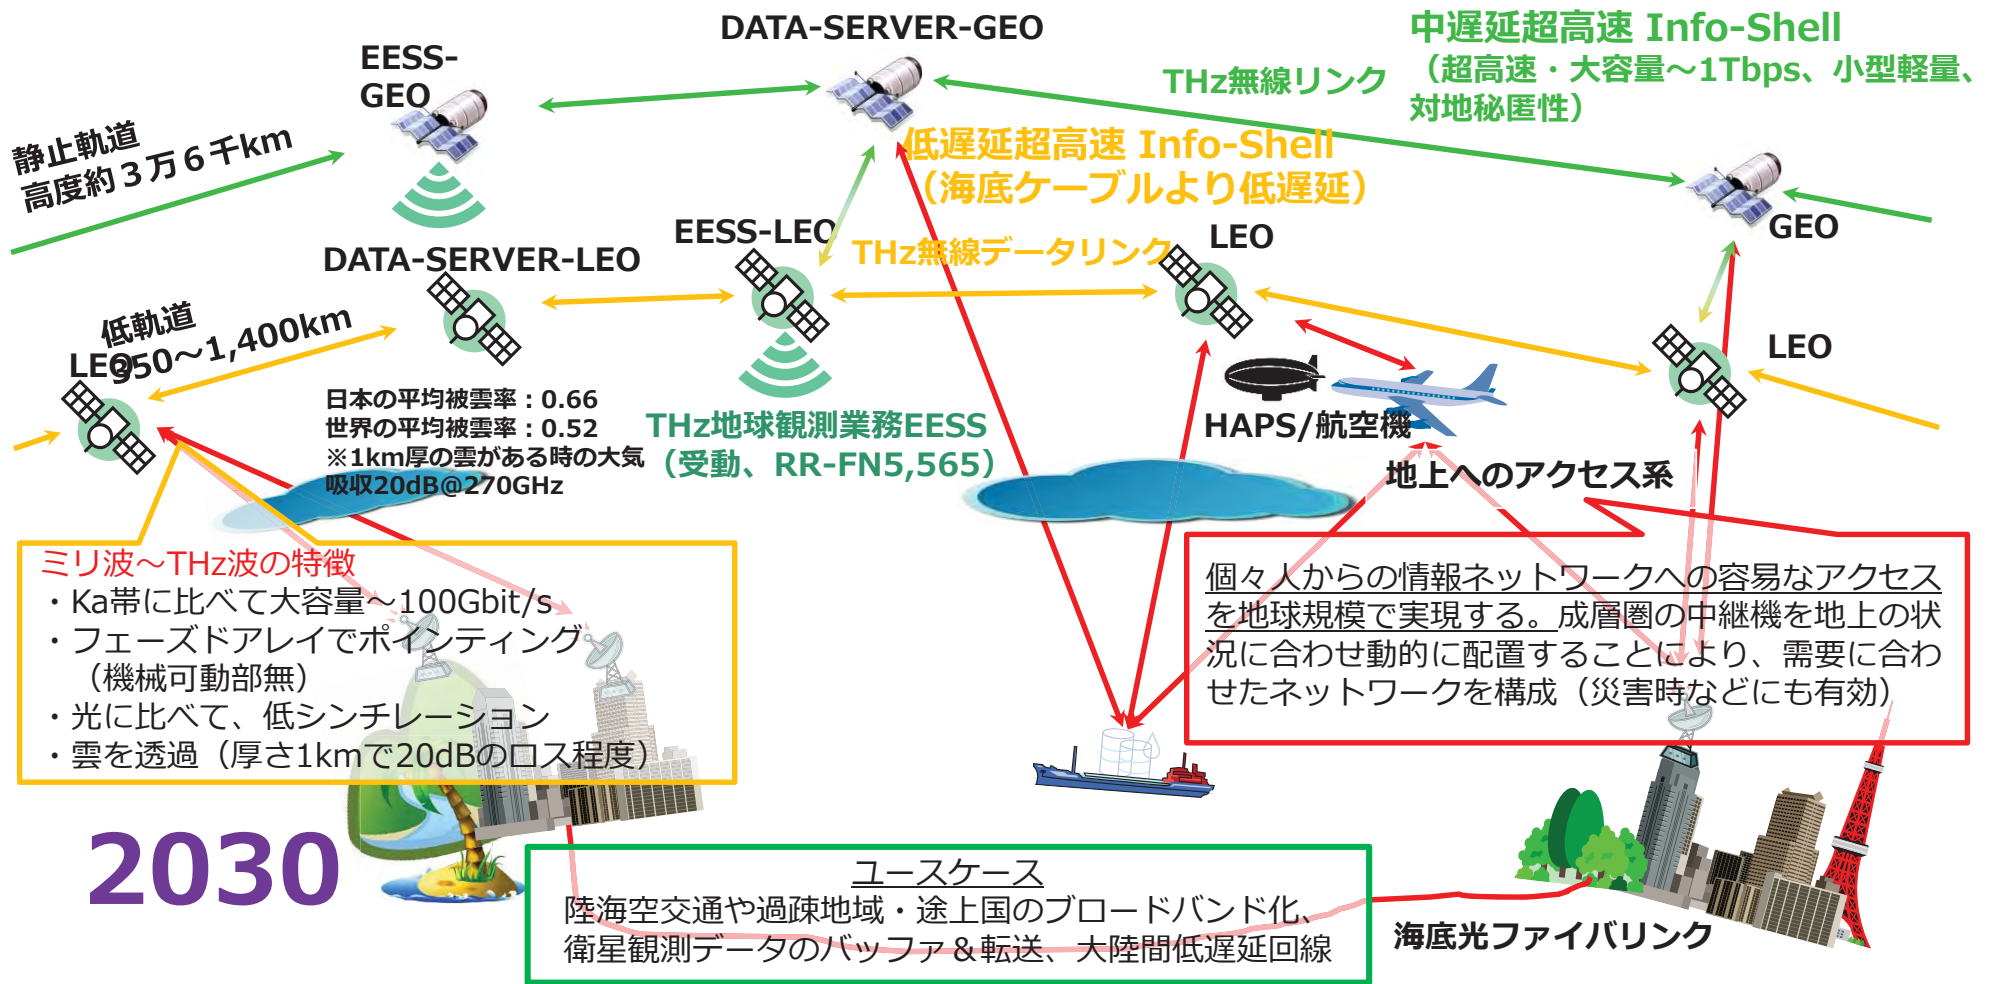 DATA-SERVER-GEO
中遅延超高速 Info-Shell
（超高速・大容量～1Tbps、小型軽量、
対地秘匿性）
EESS-
GEO
THz無線リンク
静止軌道
高度約３万６千km
低遅延超高速 Info-Shell
（海底ケーブルより低遅延）
GEO
EESS-LEO
DATA-SERVER-LEO
THz無線データリンク
LEO
低軌道
350～1,400km
LEO
LEO
日本の平均被雲率：0.66
世界の平均被雲率：0.52
※1km厚の雲がある時の大気
吸収20dB@270GHz
THz地球観測業務EESS
（受動、RR-FN5,565）
HAPS/航空機
地上へのアクセス系
ミリ波～THz波の特徴
・Ka帯に比べて大容量～100Gbit/s
・フェーズドアレイでポインティング
（機械可動部無）
・光に比べて、低シンチレーション
・雲を透過（厚さ1kmで20dBのロス程度）
個々人からの情報ネットワークへの容易なアクセス
を地球規模で実現する。成層圏の中継機を地上の状
況に合わせ動的に配置することにより、需要に合わ
せたネットワークを構成（災害時などにも有効）
2030
ユースケース
陸海空交通や過疎地域・途上国のブロードバンド化、
衛星観測データのバッファ＆転送、大陸間低遅延回線
海底光ファイバリンク